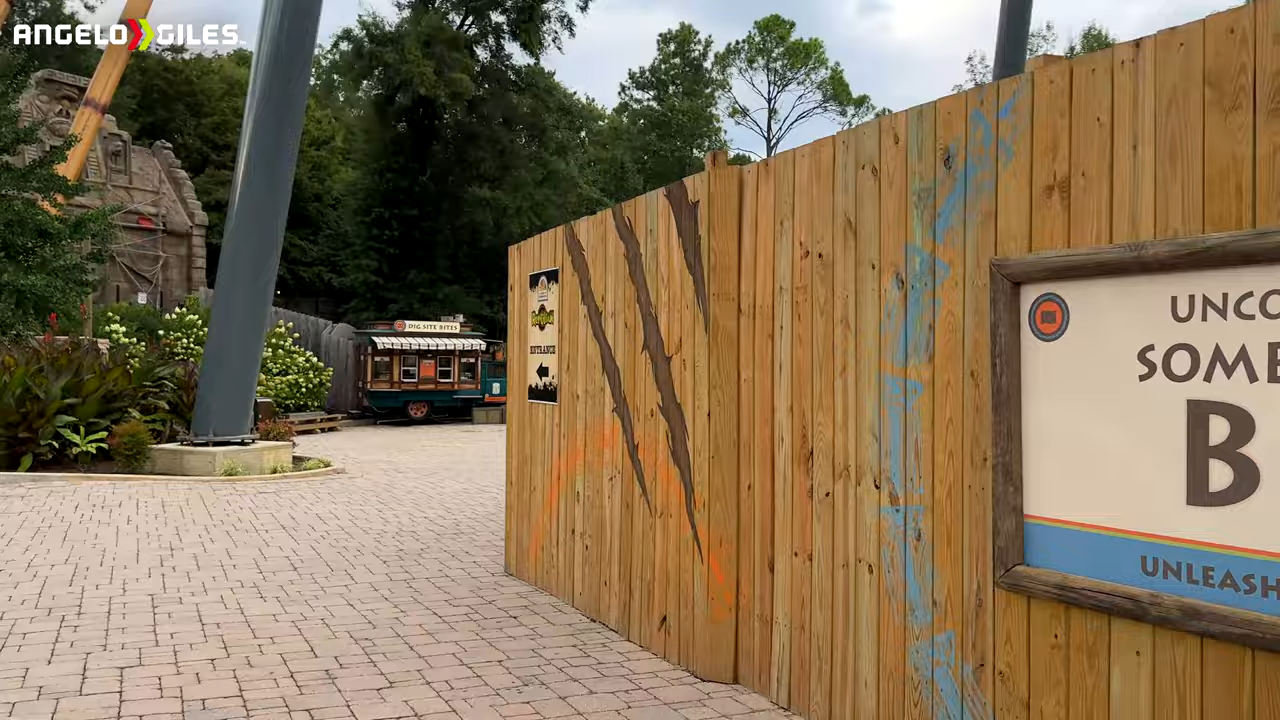 ANGELO GILES
DIG SITE BITES
ENTRANCE
UNCO
SOME
B
UNLEASH